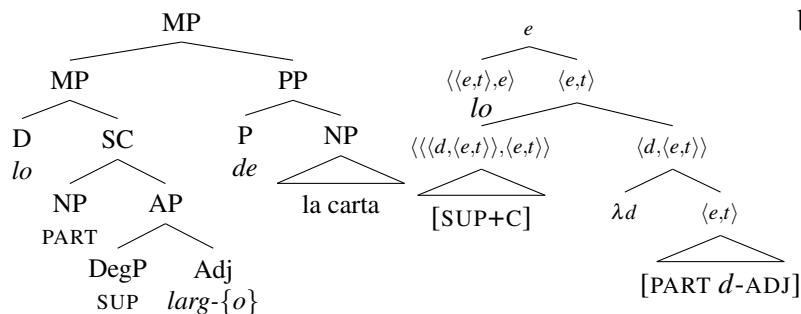 MP
e
b
MP PP
⟨⟨e,t⟩,e⟩ ⟨e,t⟩
lo
D SC P NP
lo de
⟨⟨⟨d,⟨e,t⟩⟩,⟨e,t⟩⟩ ⟨d,⟨e,t⟩⟩
NP AP la carta
PART
[SUP+C] λd ⟨e,t⟩
DegP Adj
SUP larg-{o}
[PART d-ADJ]